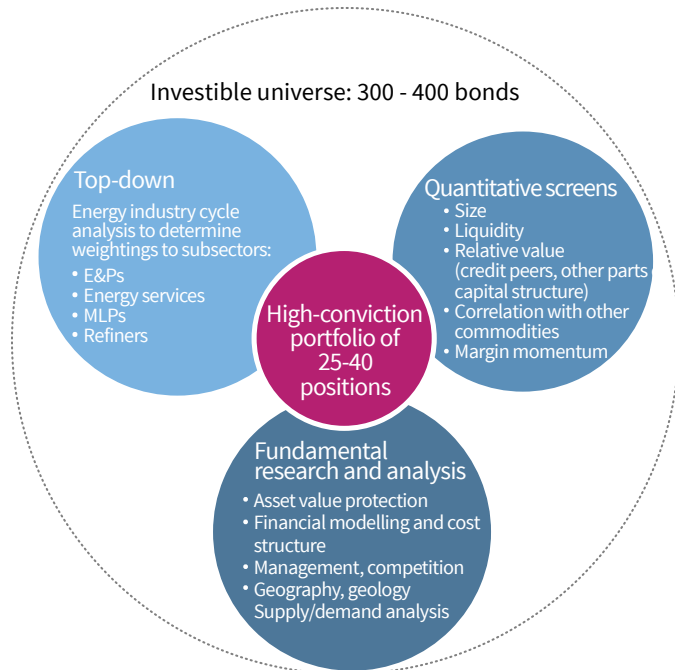 Investible universe: 300 - 400 bonds
Top-down
Energy industry cycle
analysis to determine
weightings to subsectors:
• E&Ps
• Energy services
• MLPs
• Refiners
Quantitative screens
• Size
• Liquidity
• Relative value
(credit peers, other parts
capital structure)
• Correlation with other
commodities
• Margin momentum
High-conviction
portfolio of
25-40
positions
Fundamental
research and analysis
• Asset value protection
• Financial modelling and cost
structure
• Management, competition
• Geography, geology
Supply/demand analysis